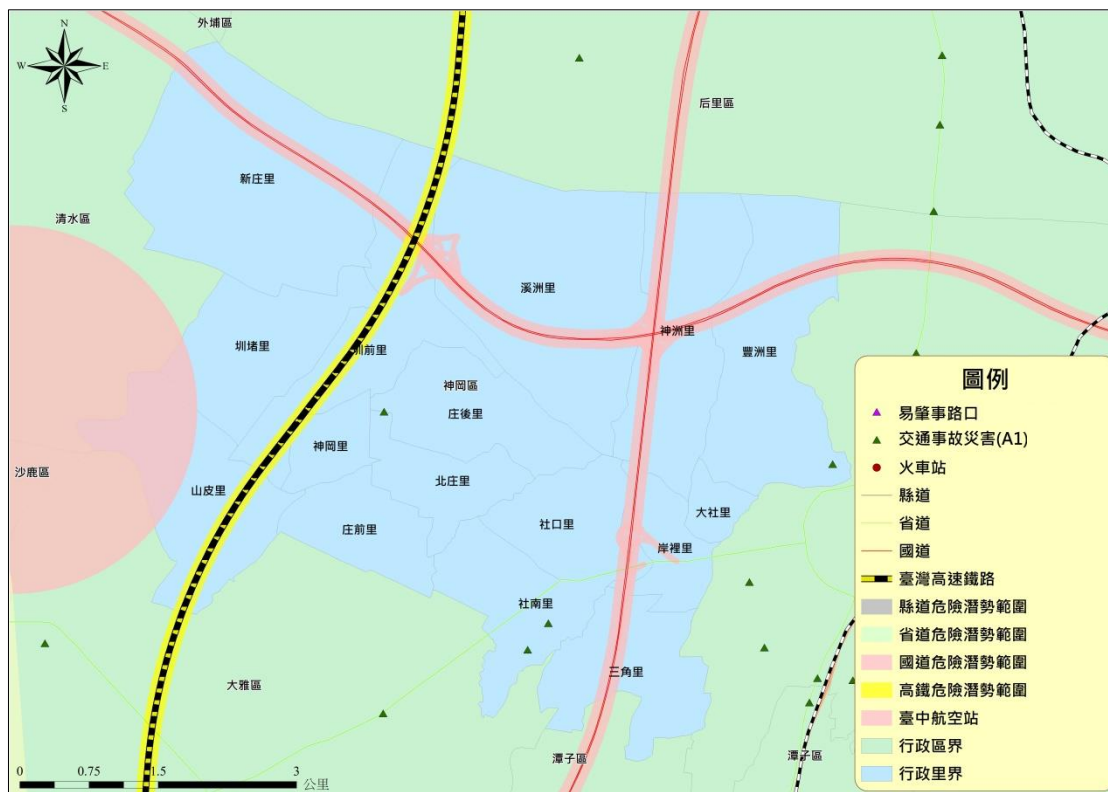 外埔區
N
W
E
S
后里區
新庄里
清水區
溪洲里
神洲里
圳堵里
圳前里
豐洲里
神岡區
庄後里
神岡里
沙鹿區
山皮里
北庄里
庄前里
社口里
大社里
岸裡里
社南里
三角里
大雅區
潭子區
潭子區
0 0.75 1.5 3
公里
圖例
易肇事路口
交通事故災害(A1)
火車站
縣道
省道
國道
臺灣高速鐵路
縣道危險潛勢範圍
省道危險潛勢範圍
國道危險潛勢範圍
高鐵危險潛勢範圍
臺中航空站
行政區界
行政里界